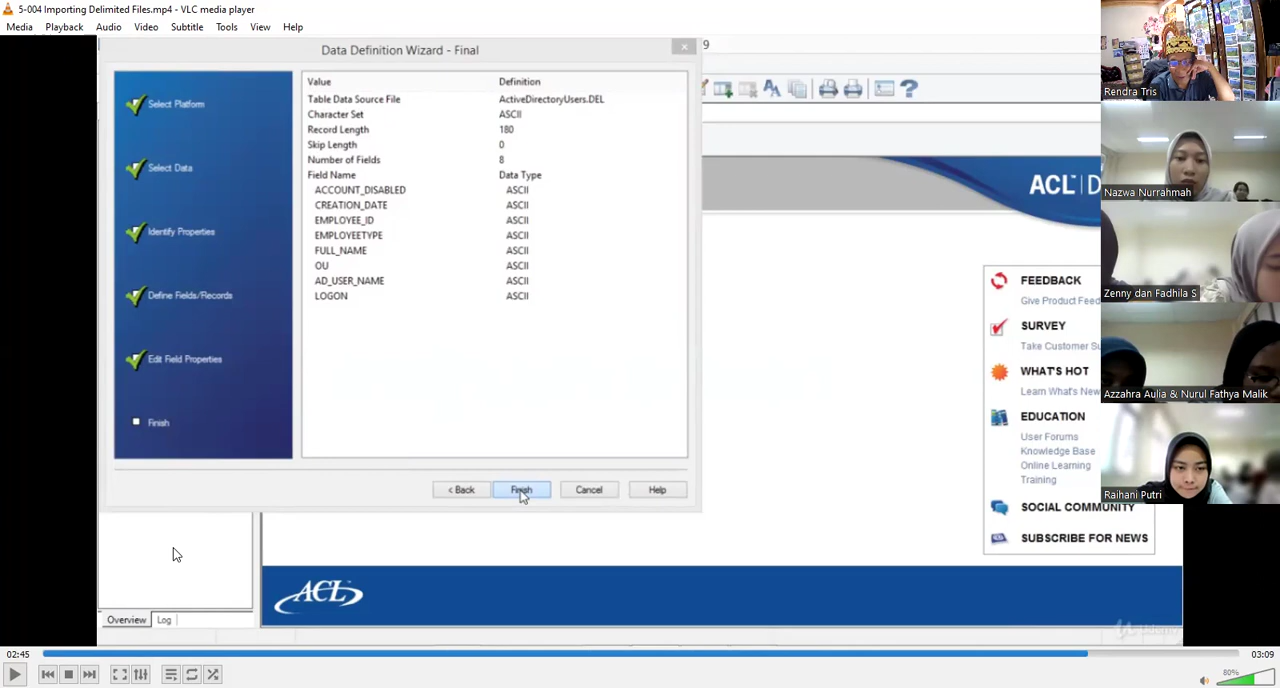 5-004 Importing Delimited Files.mp4 - VLC media player
Media Playback Audio Video Subtitle Tools View Help
Data Definition Wizard - Final
9
Select Platform
Select Data
Identify Properties
Define Fields/Records
Edit Field Properties
Finish
Value Definition
Table Data Source File ActiveDirectoryUsers.DEL
Character Set ASCII
Record Length 180
Skip Length 0
Number of Fields 8
Field Name Data Type
ACCOUNT_DISABLED ASCII
CREATION_DATE ASCII
EMPLOYEE_ID ASCII
EMPLOYEETYPE ASCII
FULL_NAME ASCII
OU ASCII
AD_USER_NAME ASCII
LOGON ASCII
< Back Finish Cancel Help
ACL D
FEEDBACK
Give Product Fee
SURVEY
Take Customer Su
WHAT'S HOT
Learn What's New
EDUCATION
User Forums
Knowledge Base
Online Learning
Training
SOCIAL COMMUNITY
SUBSCRIBE FOR NEWS
ACL
Overview Log
Udemy
Rendra Tris
Nazwa Nurrahmah
Zenny dan Fadhila S
Azzahra Aulia & Nurul Fathya Malik
Raihani Putri
02:45 03:09
80%